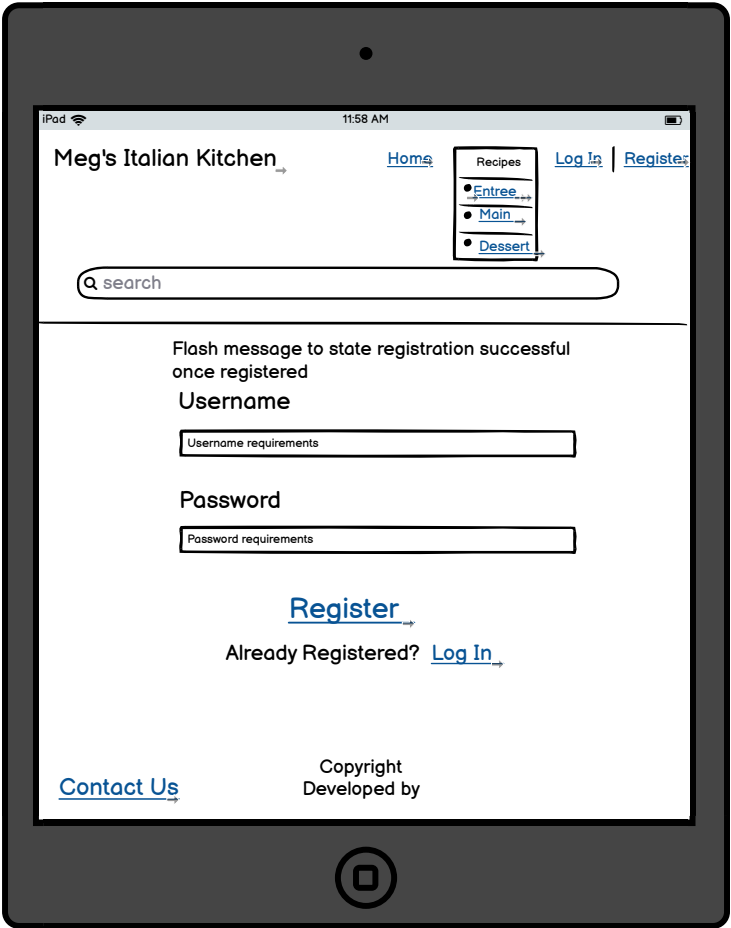 iPad 11:58 AM
Meg's Italian Kitchen Home Recipes Log In Register
Entree
Main
Dessert
search
Flash message to state registration successful
once registered
Username
Username requirements
Password
Password requirements
Register
Already Registered? Log In
Copyright
Contact Us Developed by